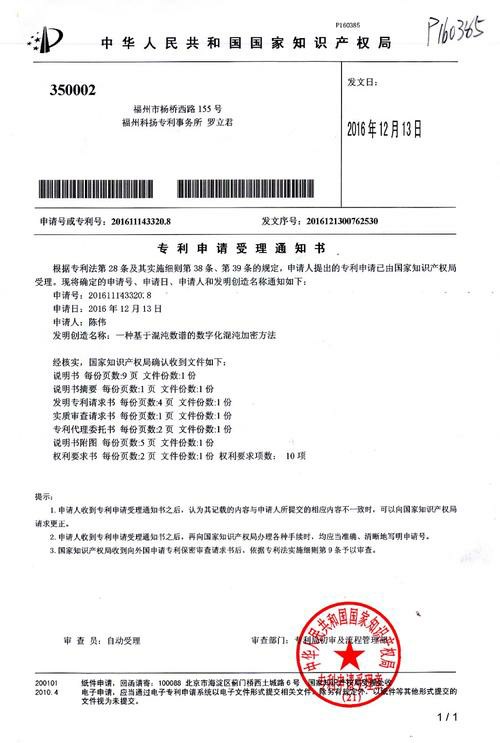 P160385
P160385
中华人民共和国国家知识产权局
350002
发文日：
福州市杨桥西路 155 号
福州科扬专利事务所 罗立君
2016 年 12 月 13 日
申请号或专利号：201611143320.8
发文序号：2016121300762530
专利申请受理通知书
根据专利法第 28 条及其实施细则第 38 条、第 39 条的规定，申请人提出的专利申请已由国家知识产权局
受理。现将确定的申请号、申请日、申请人和发明创造名称通知如下：
申请号：201611143320.8
申请日：2016 年 12 月 13 日
申请人：陈伟
发明创造名称：一种基于混沌数谱的数字化混沌加密方法
经核实，国家知识产权局确认收到文件如下：
说明书 每份页数:9 页 文件份数:1 份
说明书摘要 每份页数:1 页 文件份数:1 份
发明专利请求书 每份页数:4 页 文件份数:1 份
实质审查请求书 每份页数:1 页 文件份数:1 份
专利代理委托书 每份页数:2 页 文件份数:1 份
说明书附图 每份页数:5 页 文件份数:1 份
权利要求书 每份页数:2 页 文件份数:1 份 权利要求项数： 10 项
提示：
1. 申请人收到专利申请受理通知书之后，认为其记载的内容与申请人所提交的相应内容不一致时，可以向国家知识产权局
请求更正。
2. 申请人收到专利申请受理通知书之后，再向国家知识产权局办理各种手续时，均应当准确、清晰地写明申请号。
3. 国家知识产权局收到向外国申请专利保密审查请求书后，依据专利法实施细则第 9 条予以审查。
审 查 员：自动受理
审查部门：专利局初审及流程管理部
中华人民共和国国家知识产权局
专利申请受理章
(21)
200101
2010.4
纸件申请，回函请寄：100088 北京市海淀区蓟门桥西土城路 6 号 国家知识产权局受理处收
电子申请，应当通过电子专利申请系统以电子文件形式提交相关文件。除另有规定外，以纸件等其他形式提交的
文件视为未提交。
1 / 1